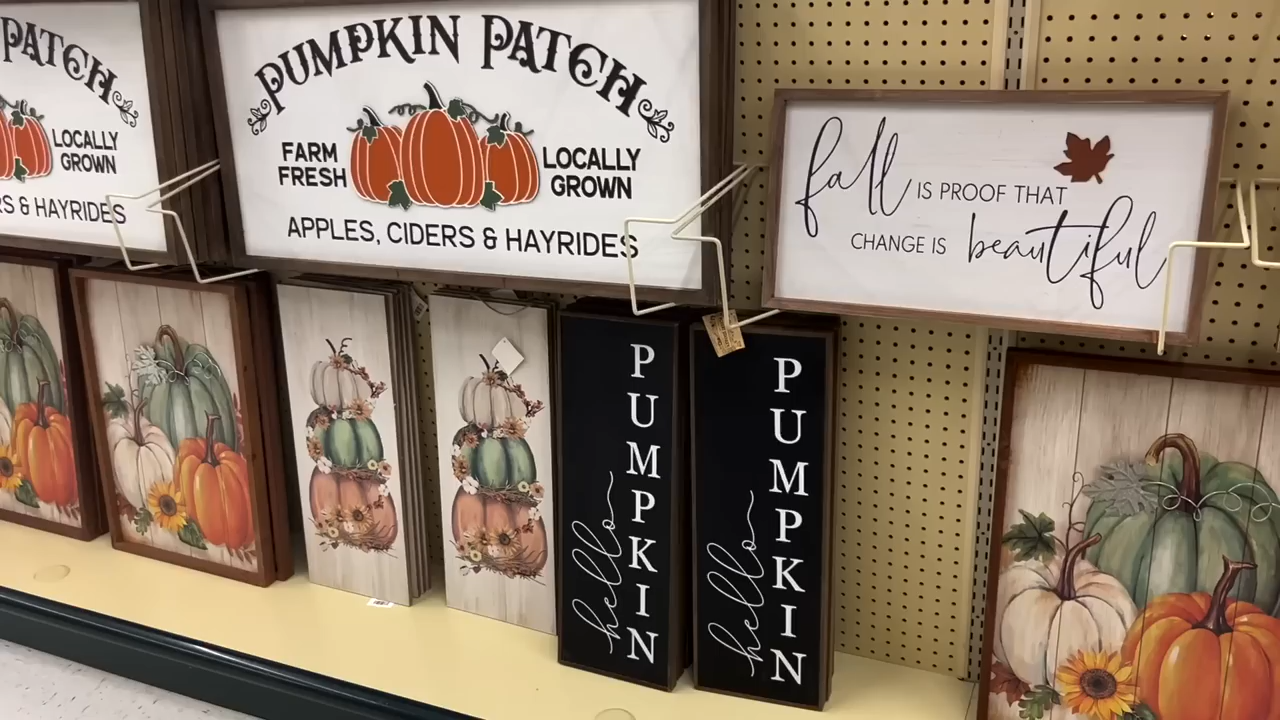 PATCH
LOCALLY
GROWN
RS & HAYRIDES
PUMPKIN PATCH
FARM
FRESH
LOCALLY
GROWN
APPLES, CIDERS & HAYRIDES
fall IS PROOF THAT
CHANGE IS beautiful
hello
PUMPKIN
hello
PUMPKIN